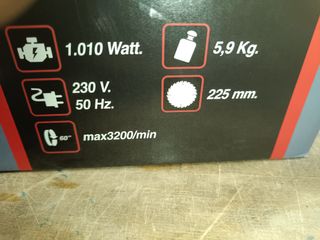 1.010 Watt.
5,9 Kg.
230 V.
50 Hz.
225 mm.
60"
max3200/min